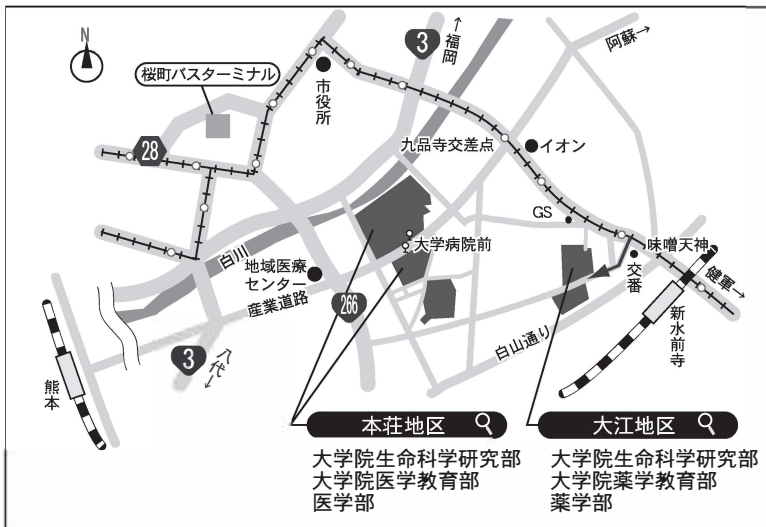 N
桜町バスターミナル
市役所
3
↑福岡
阿蘇→
28
九品寺交差点
イオン
GS
味噌天神
大学病院前
交番
健軍→
白川
地域医療
センター
産業道路
266
新水前寺
白山通り
3
八代↓
熊本
本荘地区
大学院生命科学研究部
大学院医学教育部
医学部
大江地区
大学院生命科学研究部
大学院薬学教育部
薬学部